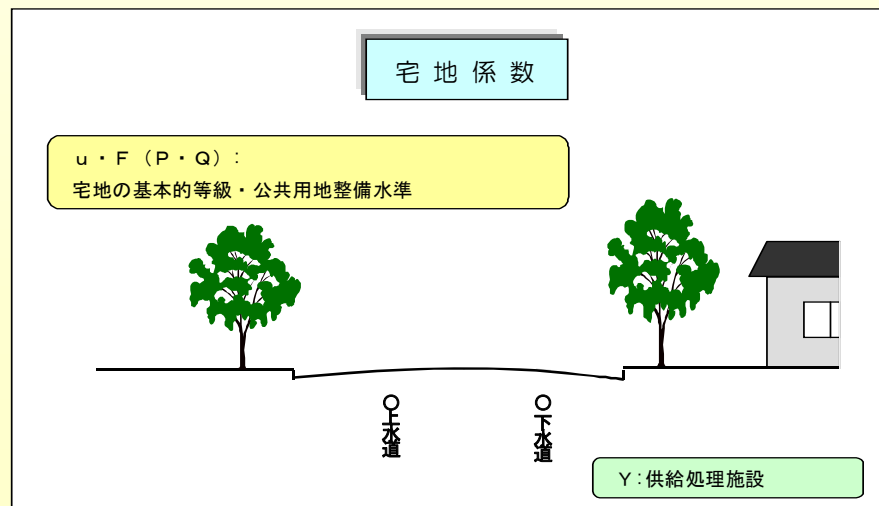 宅地係数
u・F(P・Q):
宅地の基本的等級・公共用地整備水準
上水道
下水道
Y:供給処理施設